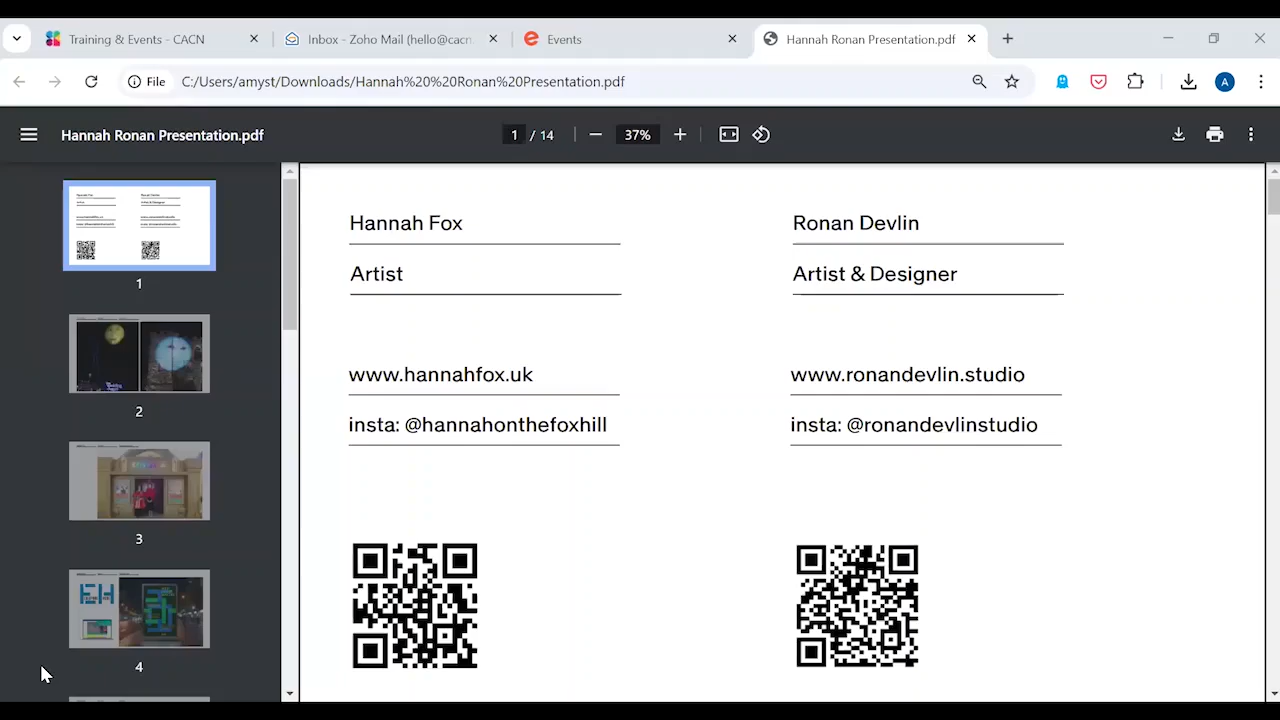 Training & Events - CACN
Inbox - Zoho Mail (hello@cacn
Events
Hannah Ronan Presentation.pdf
File
C:/Users/amyst/Downloads/Hannah%20%20Ronan%20Presentation.pdf
A
Hannah Ronan Presentation.pdf
1 / 14
37%
Hannah Fox
Artist
www.hannahfox.uk
insta: @hannahonthefoxhill
Ronan Devlin
Artist & Designer
www.ronandevlin.studio
insta: @ronandevlinstudio
1
2
3
4